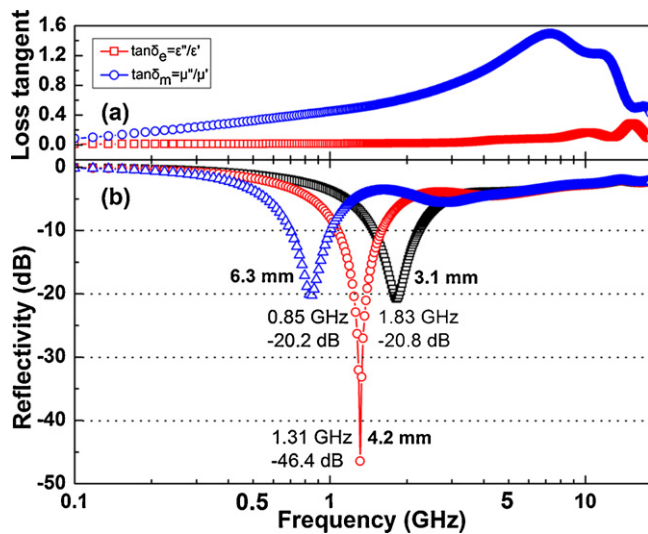 1.6
1.2
0.8
0.4
0.0
Loss tangent
tanδe=ε''/ε'
tanδm=μ''/μ'
(a)
0
-10
-20
-30
-40
-50
Reflectivity (dB)
(b)
6.3 mm
3.1 mm
0.85 GHz
-20.2 dB
1.83 GHz
-20.8 dB
1.31 GHz
-46.4 dB
4.2 mm
0.1
0.5
1
5
10
Frequency (GHz)